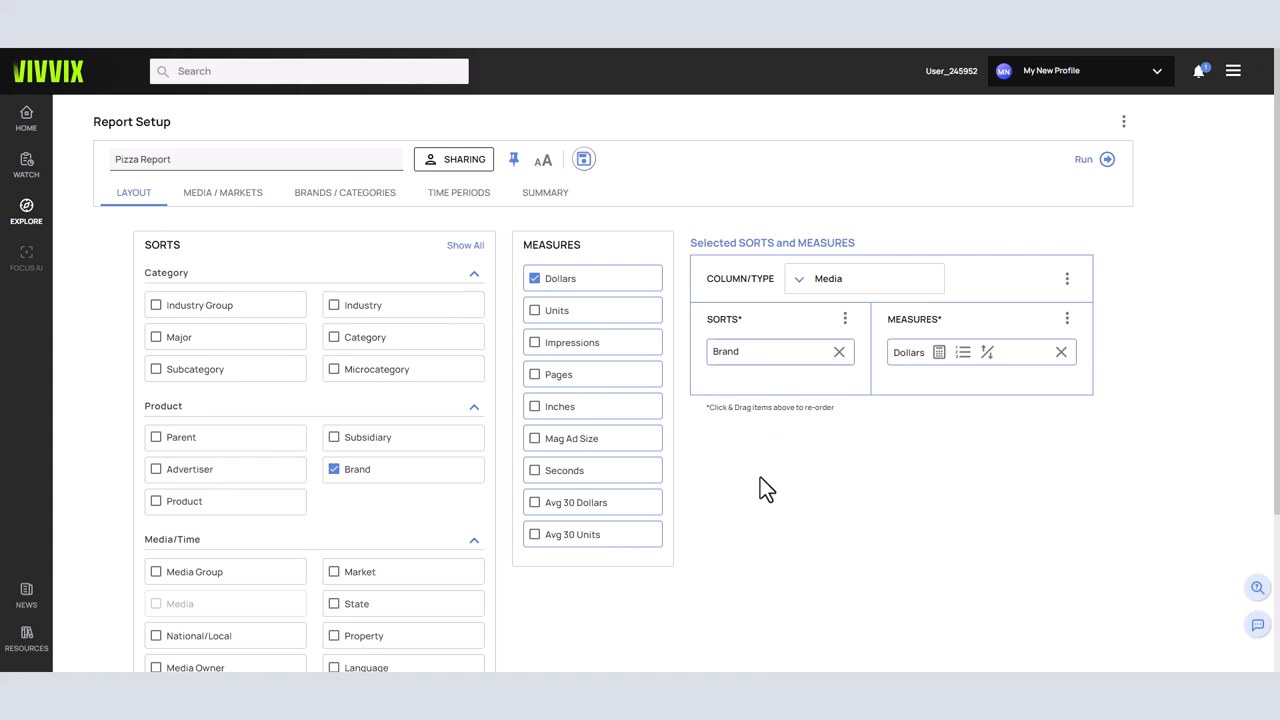 VIVVIX
Search
User_245952
MN
My New Profile
1
HOME
WATCH
EXPLORE
FOCUS AI
NEWS
RESOURCES
Report Setup
Pizza Report
SHARING
AA
Run
LAYOUT
MEDIA / MARKETS
BRANDS / CATEGORIES
TIME PERIODS
SUMMARY
SORTS
Show All
Category
Industry Group
Industry
Major
Category
Subcategory
Microcategory
Product
Parent
Subsidiary
Advertiser
Brand
Product
Media/Time
Media Group
Market
Media
State
National/Local
Property
Media Owner
Language
MEASURES
Dollars
Units
Impressions
Pages
Inches
Mag Ad Size
Seconds
Avg 30 Dollars
Avg 30 Units
Selected SORTS and MEASURES
COLUMN/TYPE
Media
SORTS*
Brand
MEASURES*
Dollars
*Click & Drag items above to re-order